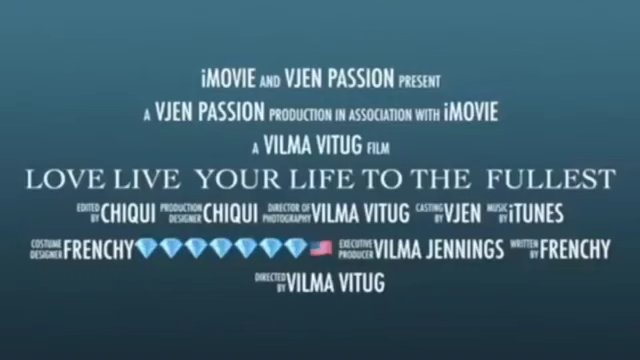 iMOVIE AND VJEN PASSION PRESENT
A VJEN PASSION PRODUCTION IN ASSOCIATION WITH iMOVIE
A VILMA VITUG FILM
LOVE LIVE YOUR LIFE TO THE FULLEST
EDITED BY CHIQUI PRODUCTION DESIGNER CHIQUI DIRECTOR OF PHOTOGRAPHY VILMA VITUG CASTING BY VJEN MUSIC BY iTUNES
COSTUME DESIGNER FRENCHY💎💎💎💎💎💎💎🇺🇸 EXECUTIVE PRODUCER VILMA JENNINGS WRITTEN BY FRENCHY
DIRECTED BY VILMA VITUG